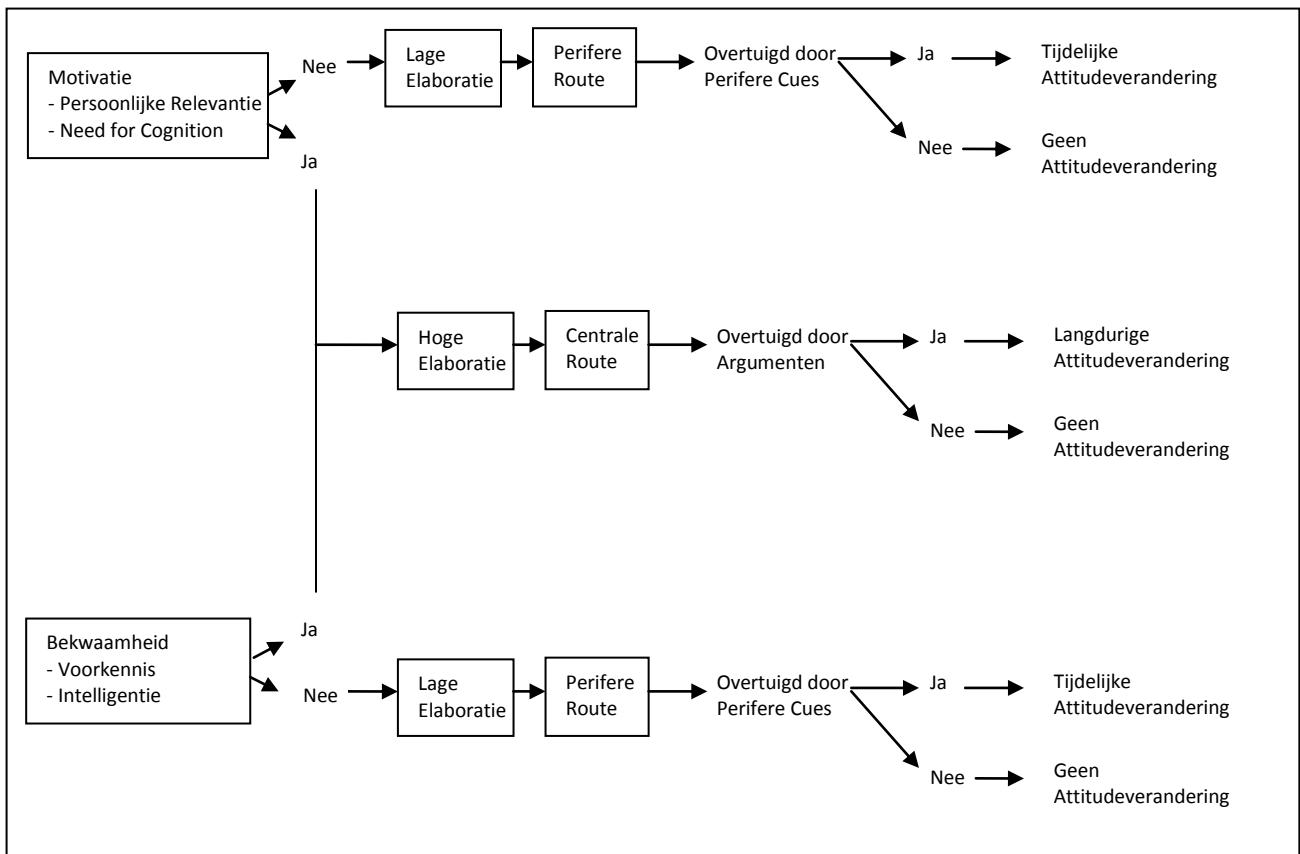 Motivatie
- Persoonlijke Relevantie
- Need for Cognition
Nee
Ja
Lage
Elaboratie
Perifere
Route
Overtuigd door
Perifere Cues
Ja
Tijdelijke
Attitudeverandering
Nee
Geen
Attitudeverandering
Hoge
Elaboratie
Centrale
Route
Overtuigd door
Argumenten
Ja
Langdurige
Attitudeverandering
Nee
Geen
Attitudeverandering
Bekwaamheid
- Voorkennis
- Intelligentie
Ja
Nee
Lage
Elaboratie
Perifere
Route
Overtuigd door
Perifere Cues
Ja
Tijdelijke
Attitudeverandering
Nee
Geen
Attitudeverandering